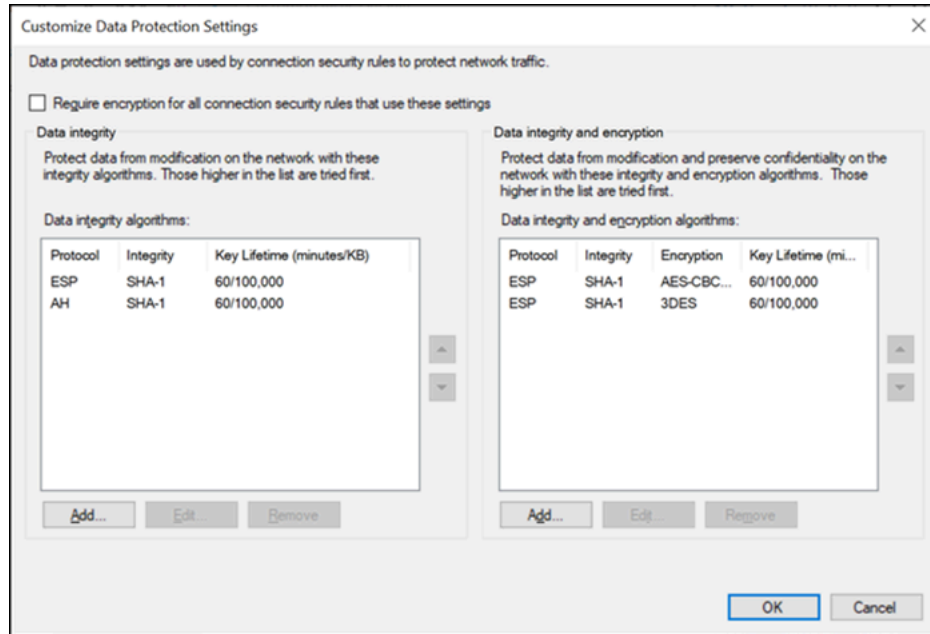 Customize Data Protection Settings
Data protection settings are used by connection security rules to protect network traffic.
Require encryption for all connection security rules that use these settings
Data integrity
Protect data from modification on the network with these
integrity algorithms. Those higher in the list are tried first.
Data integrity algorithms:
Protocol Integrity Key Lifetime (minutes/KB)
ESP SHA-1 60/100,000
AH SHA-1 60/100,000
Add... Edit... Remove
Data integrity and encryption
Protect data from modification and preserve confidentiality on the
network with these integrity and encryption algorithms. Those
higher in the list are tried first.
Data integrity and encryption algorithms:
Protocol Integrity Encryption Key Lifetime (mi...
ESP SHA-1 AES-CBC... 60/100,000
ESP SHA-1 3DES 60/100,000
Add... Edit... Remove
OK Cancel